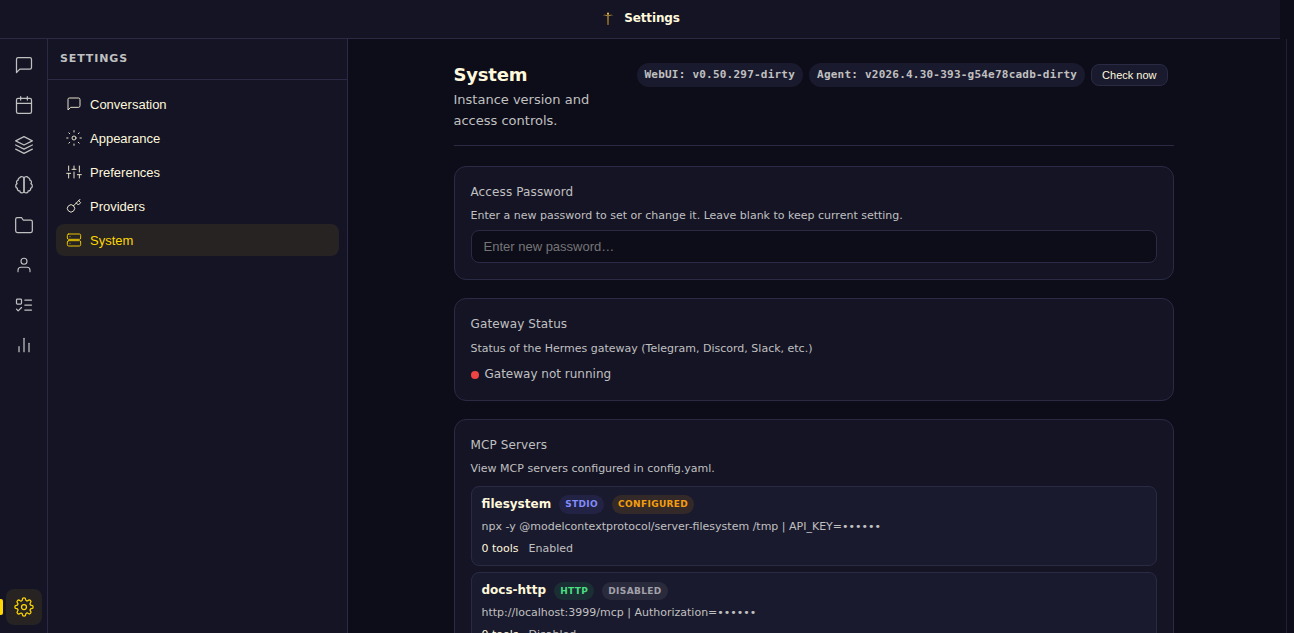 Settings
SETTINGS
Conversation
Appearance
Preferences
Providers
System
System
WebUI: v0.50.297-dirty
Agent: v2026.4.30-393-g54e78cadb-dirty
Check now
Instance version and
access controls.
Access Password
Enter a new password to set or change it. Leave blank to keep current setting.
Enter new password…
Gateway Status
Status of the Hermes gateway (Telegram, Discord, Slack, etc.)
Gateway not running
MCP Servers
View MCP servers configured in config.yaml.
filesystem STDIO CONFIGURED
npx -y @modelcontextprotocol/server-filesystem /tmp | API_KEY=••••••
0 tools Enabled
docs-http HTTP DISABLED
http://localhost:3999/mcp | Authorization=••••••
0 tools Disabled